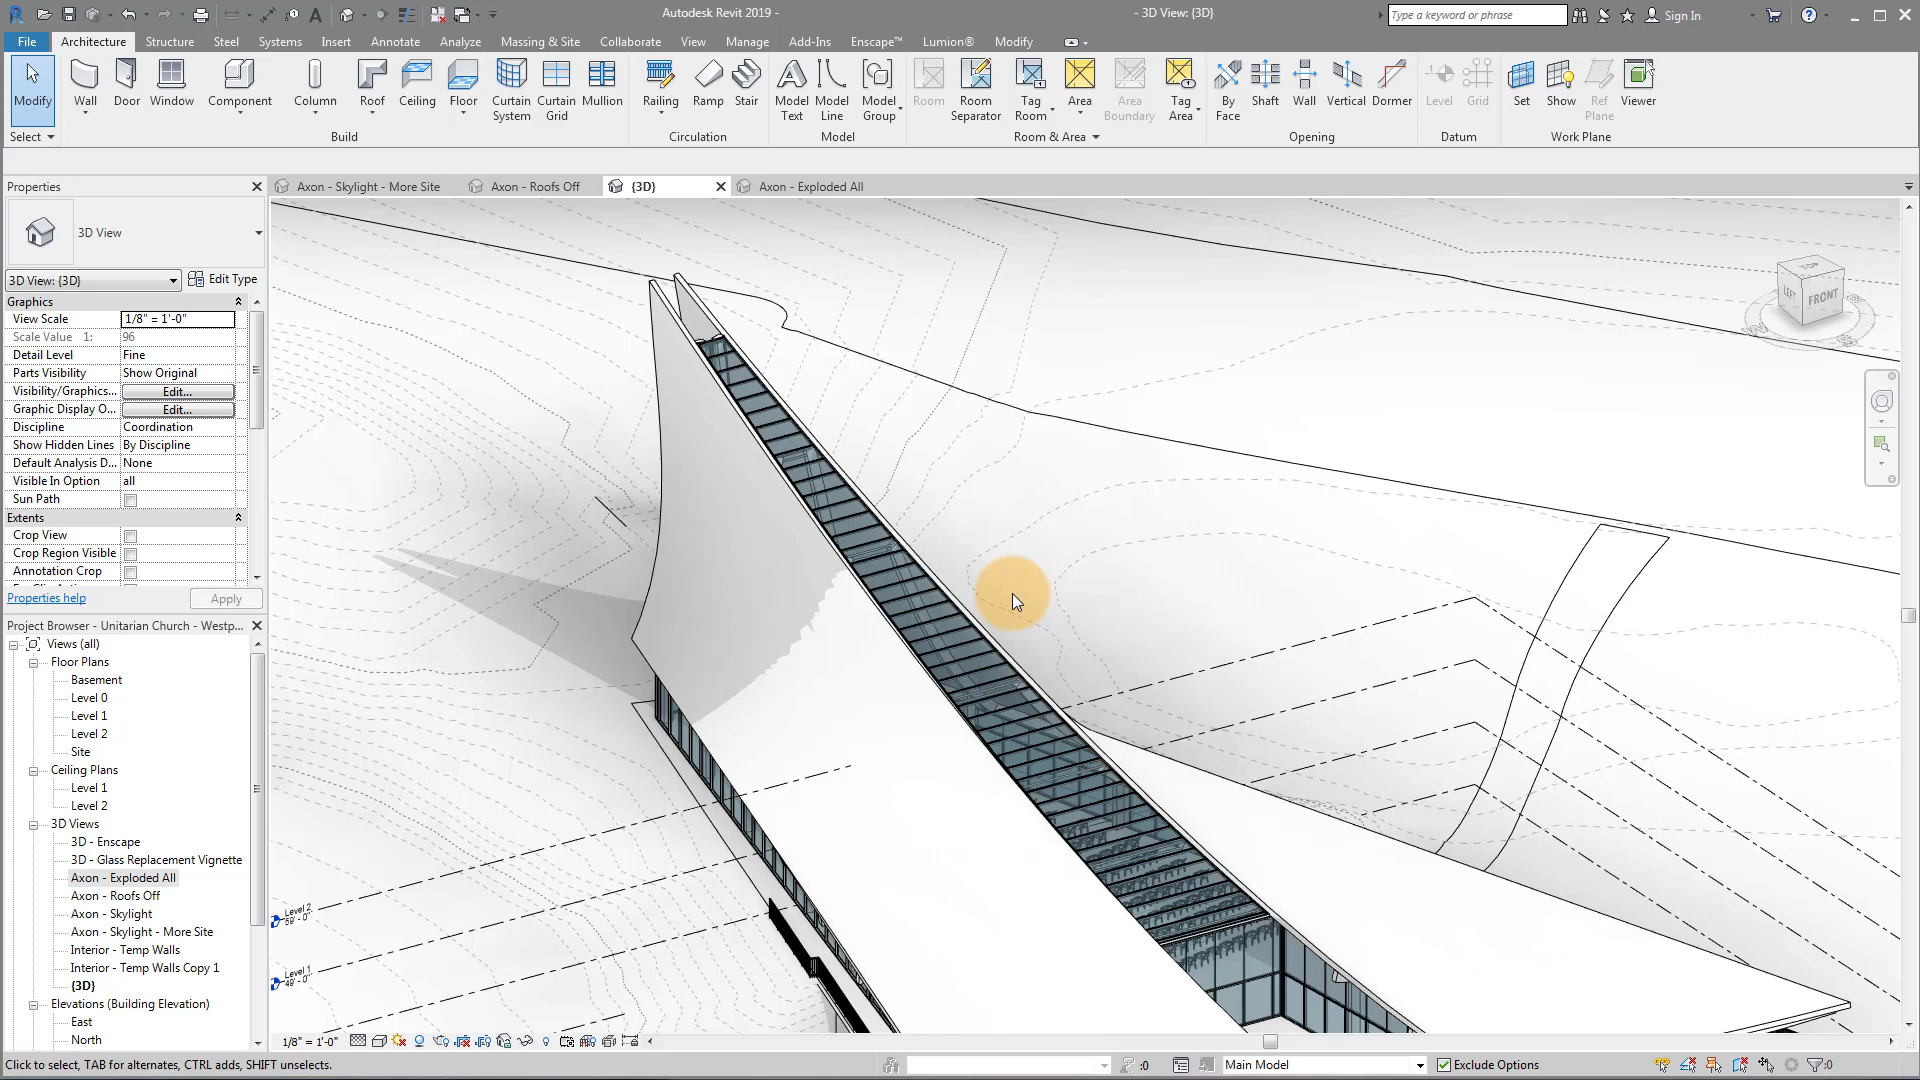 Autodesk Revit 2019 -
- 3D View: {3D}
Type a keyword or phrase
Sign In
File
Architecture
Structure
Steel
Systems
Insert
Annotate
Analyze
Massing & Site
Collaborate
View
Manage
Add-Ins
Enscape™
Lumion®
Modify
Modify
Wall
Door
Window
Component
Column
Roof
Ceiling
Floor
Curtain System
Curtain Grid
Mullion
Railing
Ramp
Stair
Model Text
Model Line
Model Group
Room
Room Separator
Tag Room
Area
Area Boundary
Tag Area
By Face
Shaft
Wall
Vertical
Dormer
Level
Grid
Set
Show
Ref Plane
Viewer
Select
Build
Circulation
Model
Room & Area
Opening
Datum
Work Plane
Properties
Axon - Skylight - More Site
Axon - Roofs Off
{3D}
Axon - Exploded All
3D View
3D View: {3D}
Edit Type
Graphics
View Scale 1/8" = 1'-0"
Scale Value 1: 96
Detail Level Fine
Parts Visibility Show Original
Visibility/Graphics... Edit...
Graphic Display O... Edit...
Discipline Coordination
Show Hidden Lines By Discipline
Default Analysis D... None
Visible In Option all
Sun Path
Extents
Crop View
Crop Region Visible
Annotation Crop
Properties help
Apply
Project Browser - Unitarian Church - Westp...
Views (all)
Floor Plans
Basement
Level 0
Level 1
Level 2
Site
Ceiling Plans
Level 1
Level 2
3D Views
3D - Enscape
3D - Glass Replacement Vignette
Axon - Exploded All
Axon - Roofs Off
Axon - Skylight
Axon - Skylight - More Site
Interior - Temp Walls
Interior - Temp Walls Copy 1
{3D}
Elevations (Building Elevation)
East
North
TOP
LEFT
FRONT
W
S
Level 2
59' - 0"
Level 1
49' - 0"
1/8" = 1'-0"
Click to select, TAB for alternates, CTRL adds, SHIFT unselects.
:0
Main Model
Exclude Options
:0